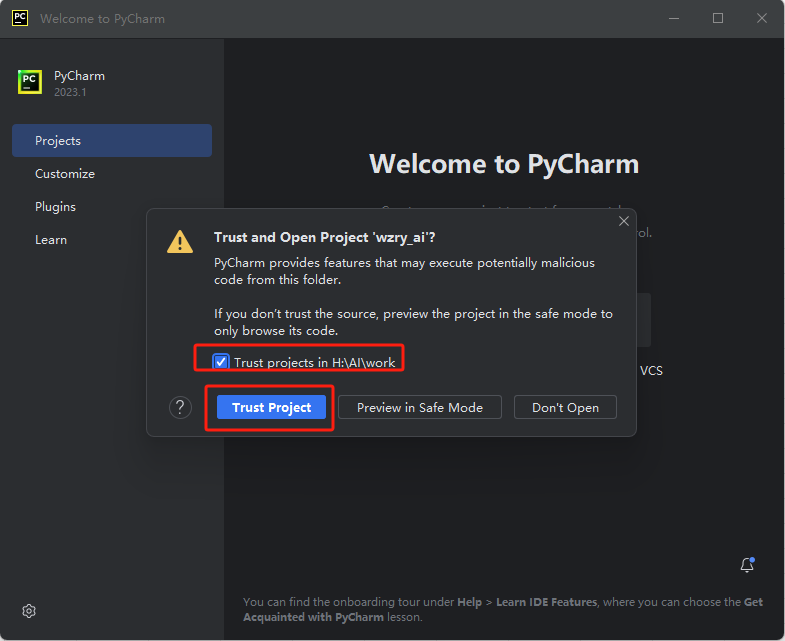 PC Welcome to PyCharm
PC PyCharm
2023.1
Projects
Customize
Plugins
Learn
Welcome to PyCharm
ol.
Trust and Open Project 'wzry_ai'?
PyCharm provides features that may execute potentially malicious
code from this folder.
If you don't trust the source, preview the project in the safe mode to
only browse its code.
Trust projects in H:\AI\work
VCS
? Trust Project Preview in Safe Mode Don't Open
You can find the onboarding tour under Help > Learn IDE Features, where you can choose the Get
Acquainted with PyCharm lesson.